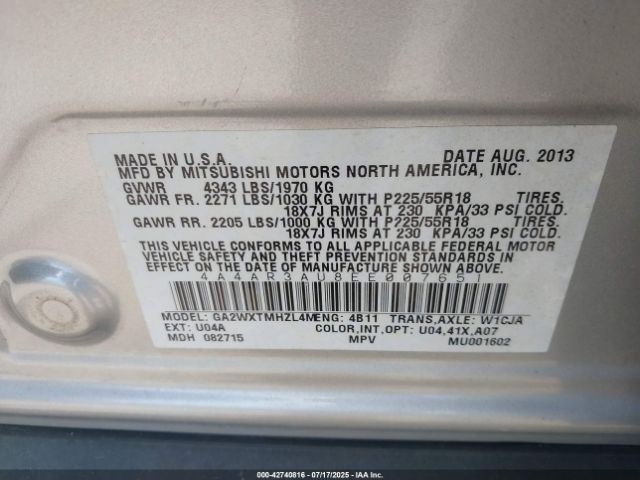 MADE IN U.S.A. DATE AUG. 2013
MFD BY MITSUBISHI MOTORS NORTH AMERICA, INC.
GVWR 4343 LBS/1970 KG
GAWR FR. 2271 LBS/1030 KG WITH P225/55R18 TIRES,
18X7J RIMS AT 230 KPA/33 PSI COLD.
GAWR RR. 2205 LBS/1000 KG WITH P225/55R18 TIRES,
18X7J RIMS AT 230 KPA/33 PSI COLD.
THIS VEHICLE CONFORMS TO ALL APPLICABLE FEDERAL MOTOR
VEHICLE SAFETY AND THEFT PREVENTION STANDARDS
IN EFFECT ON THE DATE OF MANUFACTURE SHOWN ABOVE.
4A4AR3AU8EE007651
MODEL: GA2WXTMHZL4M ENG: 4B11 TRANS,AXLE: W1CJA
EXT: U04A COLOR,INT,OPT: U04,41X,A07
MDH 082715 MPV MU001602
000-42740816 - 07/17/2025 - IAA Inc.